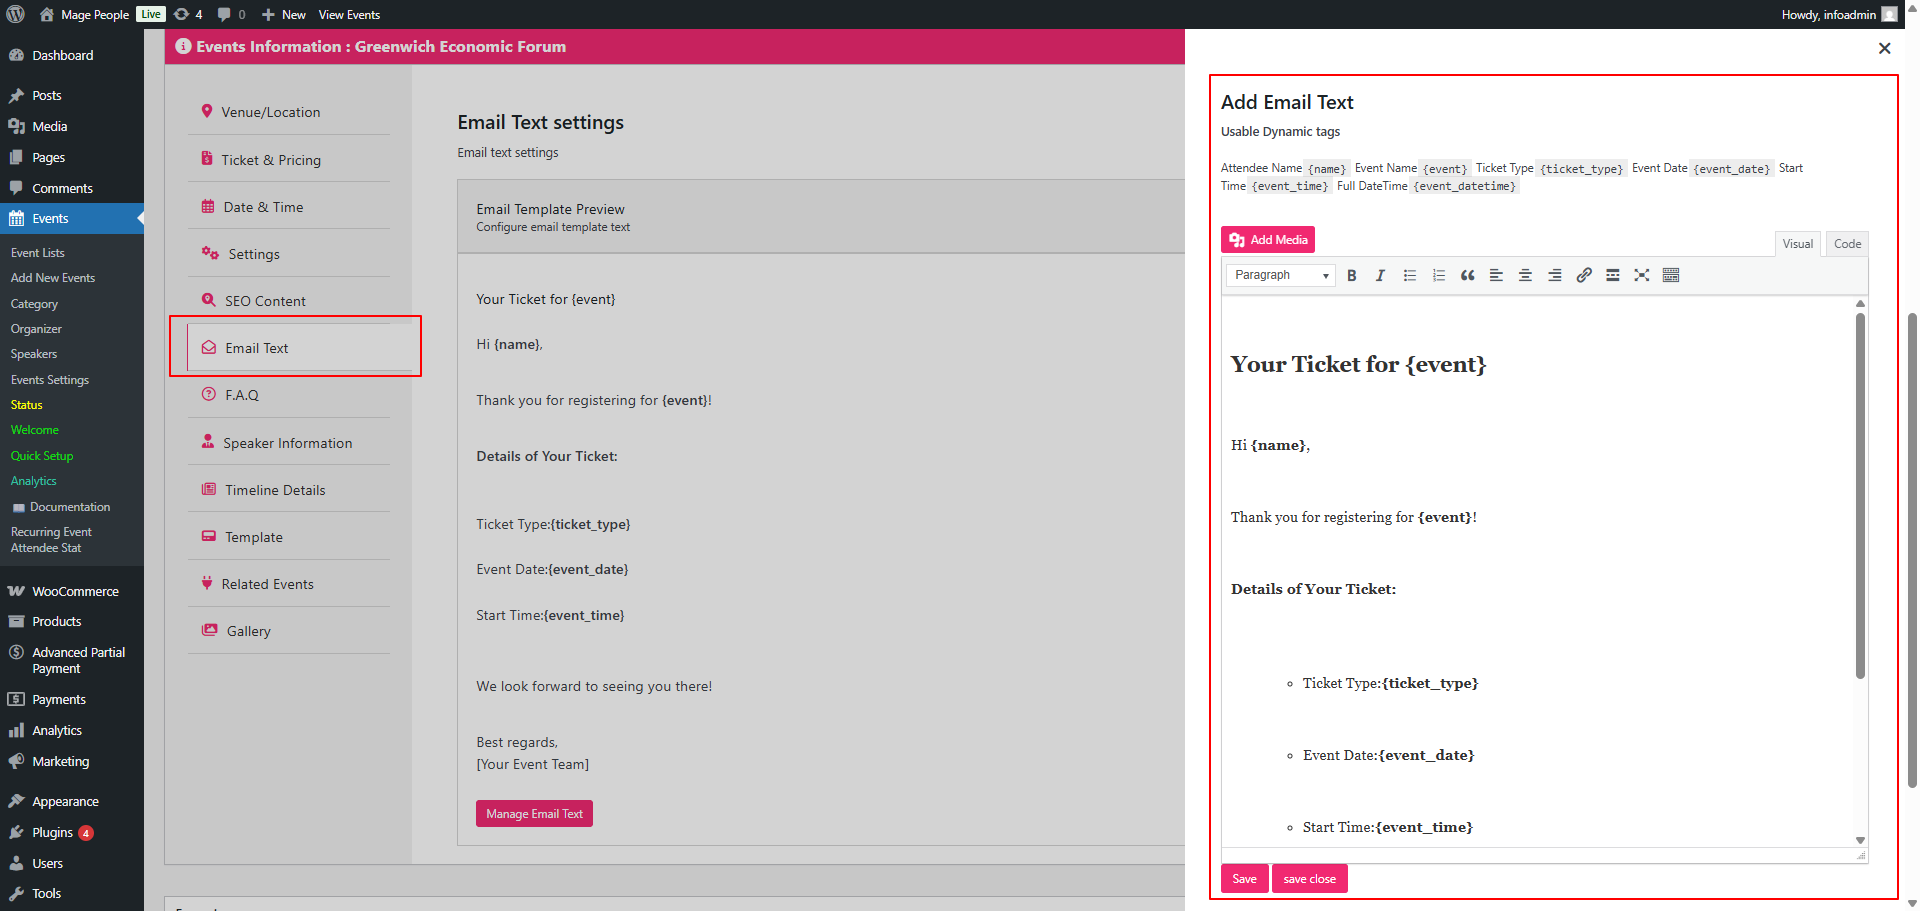 Mage People Live 4 0 New View Events
Howdy, infoadmin
Dashboard
Posts
Media
Pages
Comments
Events
Event Lists
Add New Events
Category
Organizer
Speakers
Events Settings
Status
Welcome
Quick Setup
Analytics
Documentation
Recurring Event
Attendee Stat
WooCommerce
Products
Advanced Partial
Payment
Payments
Analytics
Marketing
Appearance
Plugins 4
Users
Tools
Events Information : Greenwich Economic Forum
Venue/Location
Ticket & Pricing
Date & Time
Settings
SEO Content
Email Text
F.A.Q
Speaker Information
Timeline Details
Template
Related Events
Gallery
Email Text settings
Email text settings
Email Template Preview
Configure email template text
Your Ticket for {event}
Hi {name},
Thank you for registering for {event}!
Details of Your Ticket:
Ticket Type:{ticket_type}
Event Date:{event_date}
Start Time:{event_time}
We look forward to seeing you there!
Best regards,
[Your Event Team]
Manage Email Text
Add Email Text
Usable Dynamic tags
Attendee Name {name} Event Name {event} Ticket Type {ticket_type} Event Date {event_date} Start
Time {event_time} Full DateTime {event_datetime}
Add Media
Visual Code
Paragraph
Your Ticket for {event}
Hi {name},
Thank you for registering for {event}!
Details of Your Ticket:
Ticket Type:{ticket_type}
Event Date:{event_date}
Start Time:{event_time}
Save save close